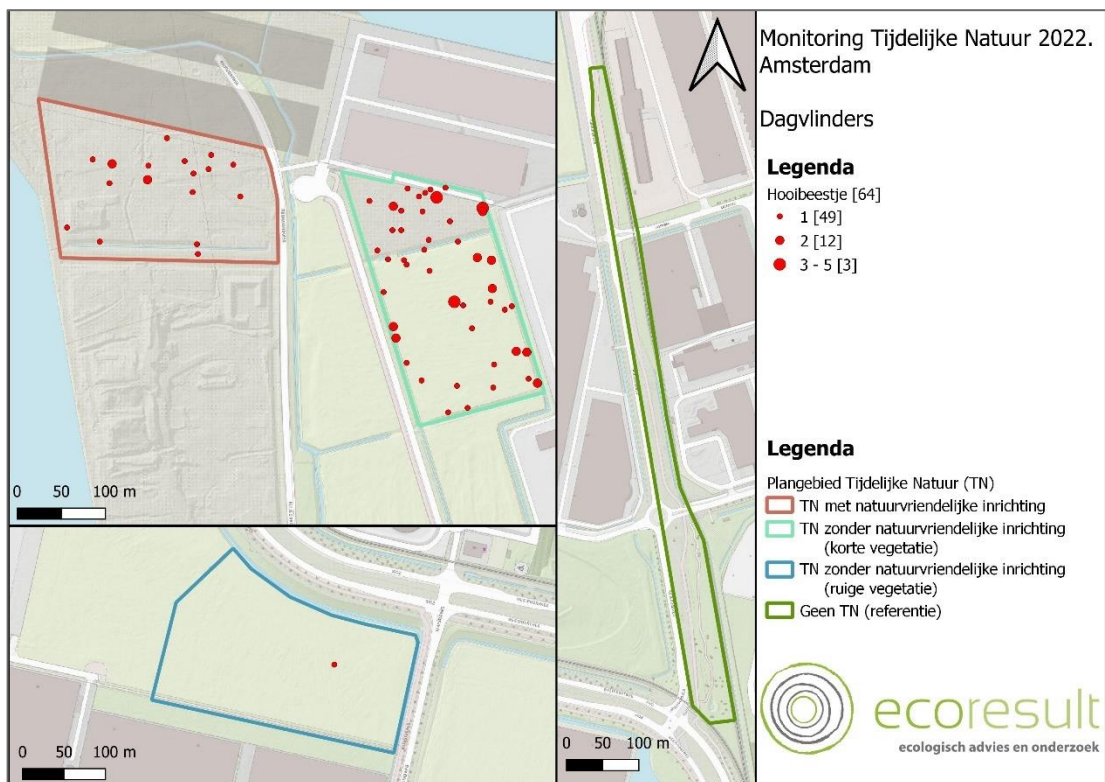 Monitoring Tijdelijke Natuur 2022.
Amsterdam
Dagvlinders
Legenda
Hooibeestje [64]
1 [49]
2 [12]
3 - 5 [3]
Legenda
Plangebied Tijdelijke Natuur (TN)
TN met natuurvriendelijke inrichting
TN zonder natuurvriendelijke inrichting
(korte vegetatie)
TN zonder natuurvriendelijke inrichting
(ruige vegetatie)
Geen TN (referentie)
ecoresult
ecologisch advies en onderzoek
0 50 100 m
0 50 100 m
0 50 100 m